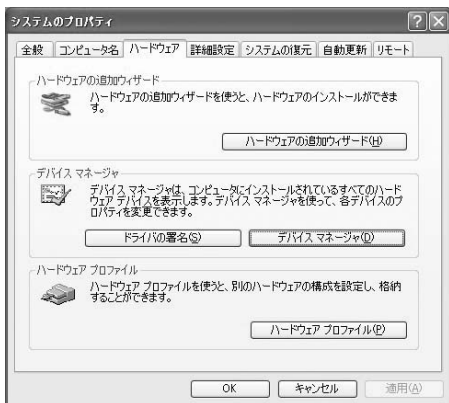 システムのプロパティ
全般 コンピュータ名 ハードウェア 詳細設定 システムの復元 自動更新 リモート
ハードウェアの追加ウィザード
ハードウェアの追加ウィザードを使うと、ハードウェアのインストールができま
す。
ハードウェアの追加ウィザード(H)
デバイス マネージャ
デバイス マネージャは、コンピュータにインストールされているすべてのハード
ウェア デバイスを表示します。デバイス マネージャを使って、各デバイスのプ
ロパティを変更できます。
ドライバの署名(S) デバイス マネージャ(D)
ハードウェア プロファイル
ハードウェア プロファイルを使うと、別のハードウェアの構成を設定し、格納
することができます。
ハードウェア プロファイル(P)
OK キャンセル 適用(A)